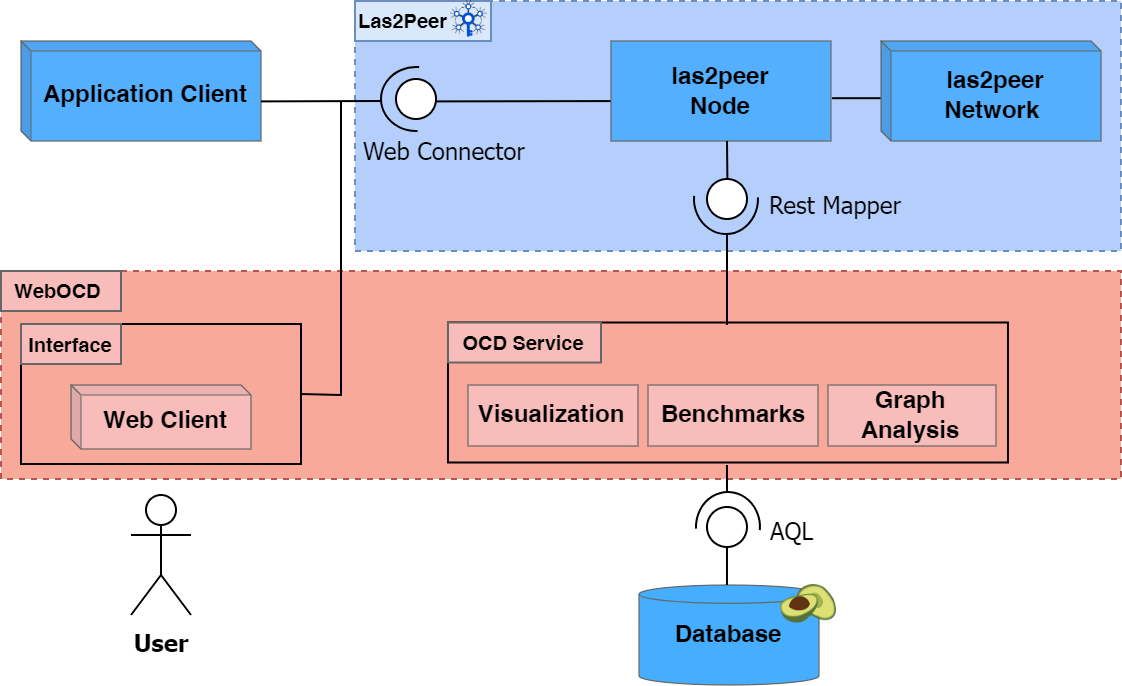 Las2Peer
Application Client
las2peer
Node
las2peer
Network
Web Connector
Rest Mapper
WebOCD
Interface
Web Client
OCD Service
Visualization
Benchmarks
Graph
Analysis
AQL
User
Database